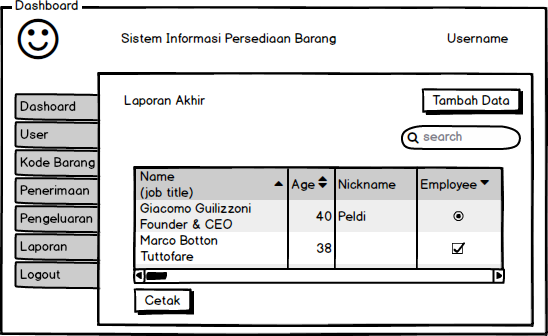 Dashboard
Sistem Informasi Persediaan Barang
Username
Laporan Akhir
Tambah Data
search
Dashoard
User
Kode Barang
Penerimaan
Pengeluaran
Laporan
Logout
Name
(job title)
Age
Nickname
Employee
Giacomo Guilizzoni
Founder & CEO
40
Peldi
Marco Botton
Tuttofare
38
Cetak